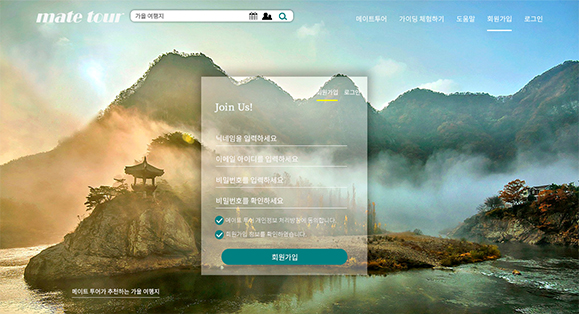 mate tour
가을 여행지
메이트투어 가이딩 체험하기 도움말 회원가입 로그인
회원가입 로그인
Join Us!
닉네임을 입력하세요
이메일 아이디를 입력하세요
비밀번호를 입력하세요
비밀번호를 확인하세요
메이트 투어 개인정보 처리방침에 동의합니다
회원가입 정보를 확인하였습니다
회원가입
메이트 투어가 추천하는 가을 여행지